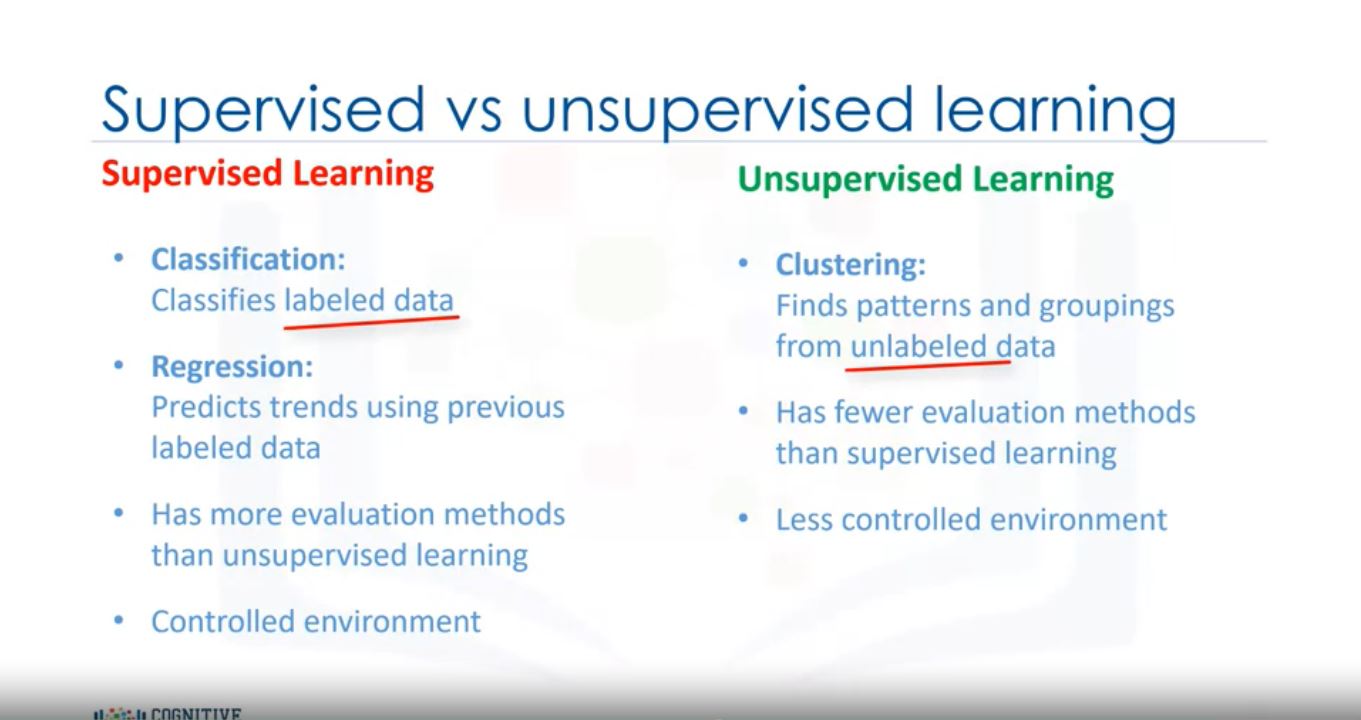 Supervised vs unsupervised learning
Supervised Learning
• Classification:
Classifies labeled data
• Regression:
Predicts trends using previous
labeled data
• Has more evaluation methods
than unsupervised learning
• Controlled environment
Unsupervised Learning
• Clustering:
Finds patterns and groupings
from unlabeled data
• Has fewer evaluation methods
than supervised learning
• Less controlled environment
COGNITIVE